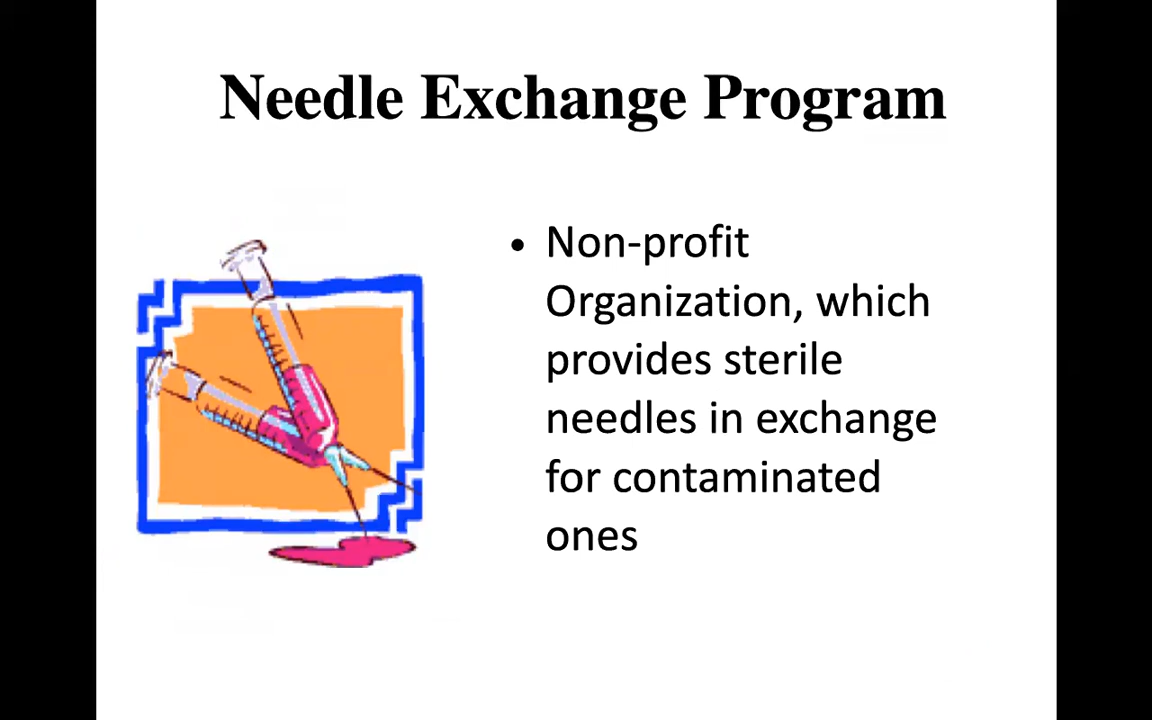 Needle Exchange Program
• Non-profit
Organization, which
provides sterile
needles in exchange
for contaminated
ones